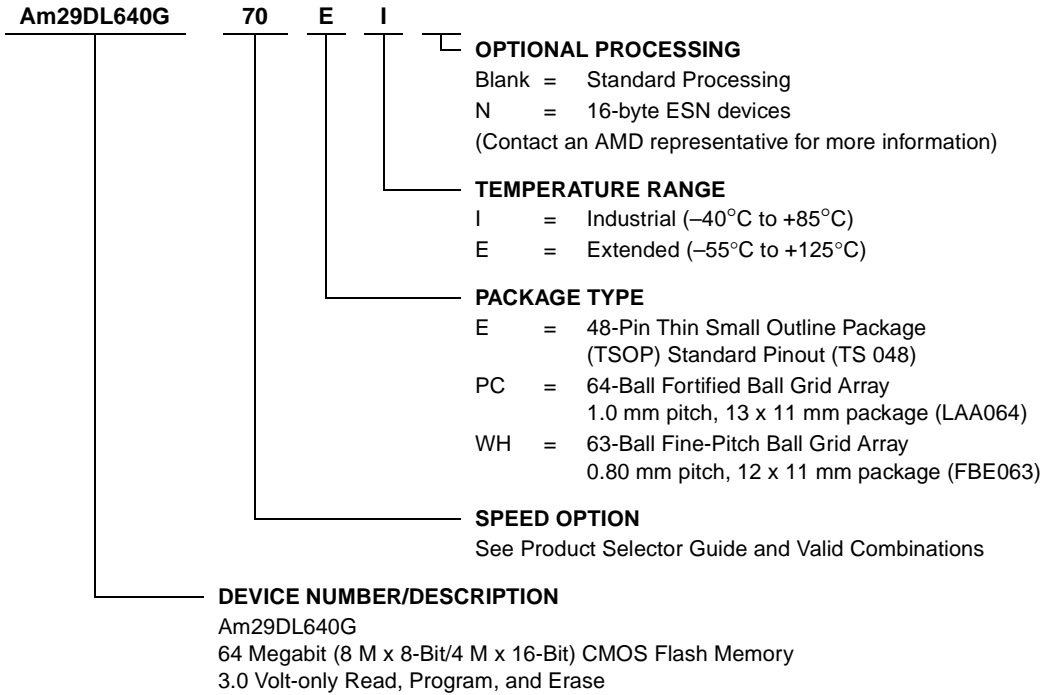 Am29DL640G 70 E I
OPTIONAL PROCESSING
Blank = Standard Processing
N = 16-byte ESN devices
(Contact an AMD representative for more information)
TEMPERATURE RANGE
I = Industrial (–40°C to +85°C)
E = Extended (–55°C to +125°C)
PACKAGE TYPE
E = 48-Pin Thin Small Outline Package
(TSOP) Standard Pinout (TS 048)
PC = 64-Ball Fortified Ball Grid Array
1.0 mm pitch, 13 x 11 mm package (LAA064)
WH = 63-Ball Fine-Pitch Ball Grid Array
0.80 mm pitch, 12 x 11 mm package (FBE063)
SPEED OPTION
See Product Selector Guide and Valid Combinations
DEVICE NUMBER/DESCRIPTION
Am29DL640G
64 Megabit (8 M x 8-Bit/4 M x 16-Bit) CMOS Flash Memory
3.0 Volt-only Read, Program, and Erase